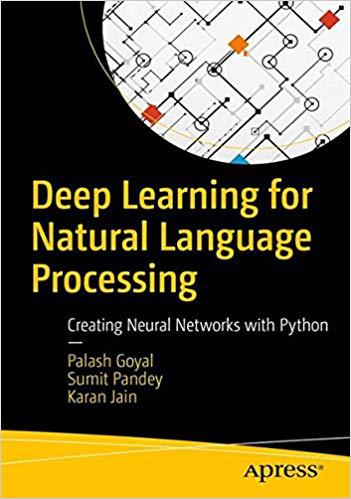 Deep Learning for
Natural Language
Processing
Creating Neural Networks with Python
—
Palash Goyal
Sumit Pandey
Karan Jain
Apress®